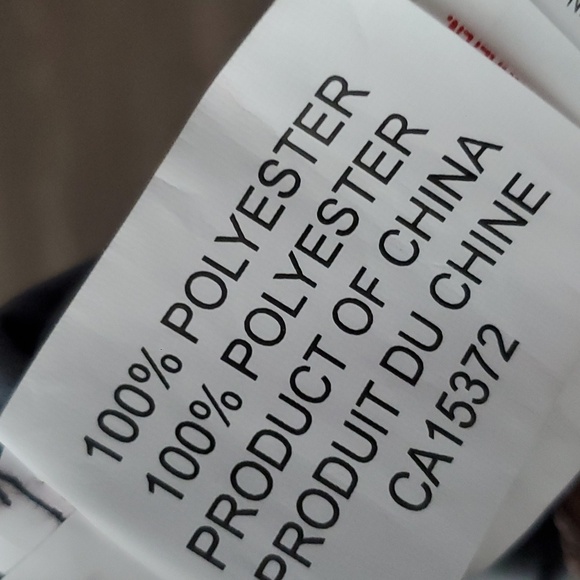 100% POLYESTER
100% POLYESTER
PRODUCT OF CHINA
PRODUIT DU CHINE
CA15372